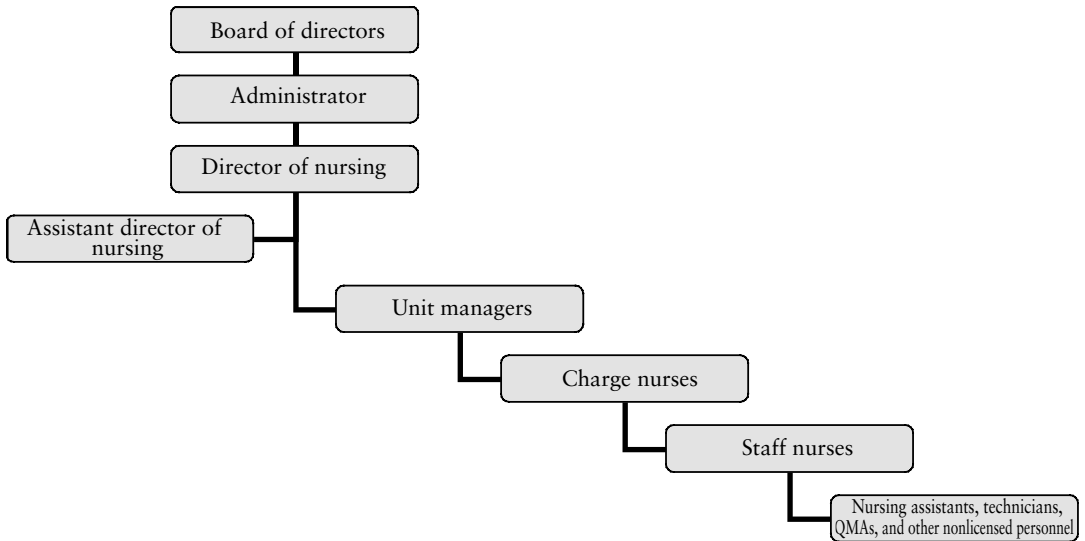 Board of directors
Administrator
Director of nursing
Assistant director of
nursing
Unit managers
Charge nurses
Staff nurses
Nursing assistants, technicians,
QMAs, and other nonlicensed personnel